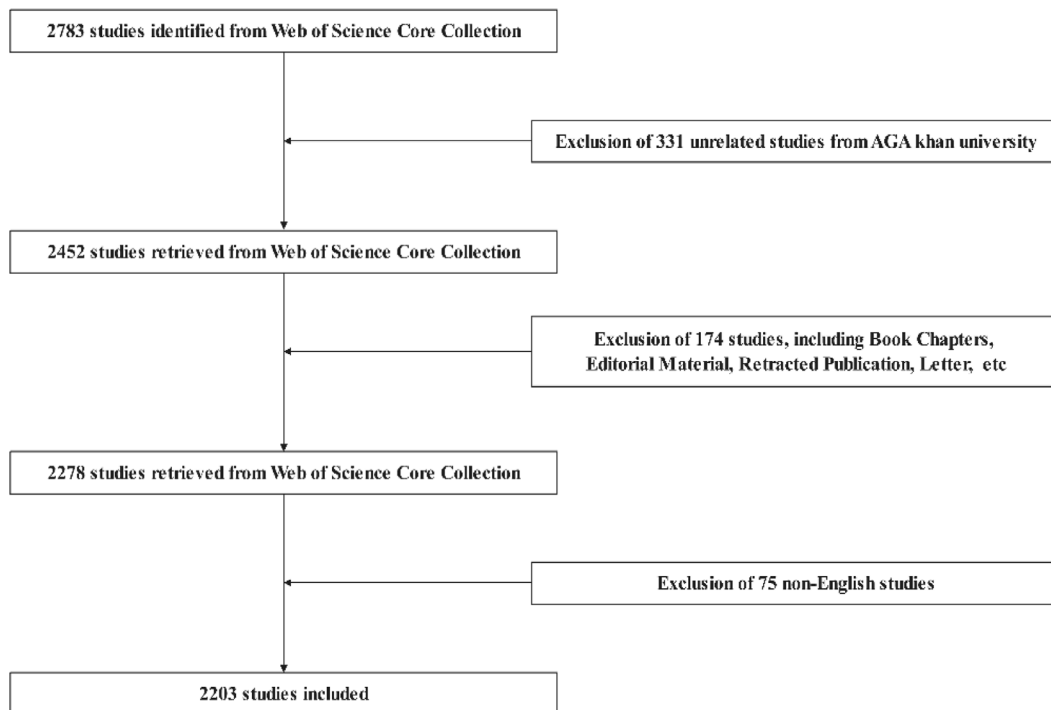 2783 studies identified from Web of Science Core Collection
Exclusion of 331 unrelated studies from AGA khan university
2452 studies retrieved from Web of Science Core Collection
Exclusion of 174 studies, including Book Chapters,
Editorial Material, Retracted Publication, Letter, etc
2278 studies retrieved from Web of Science Core Collection
Exclusion of 75 non-English studies
2203 studies included